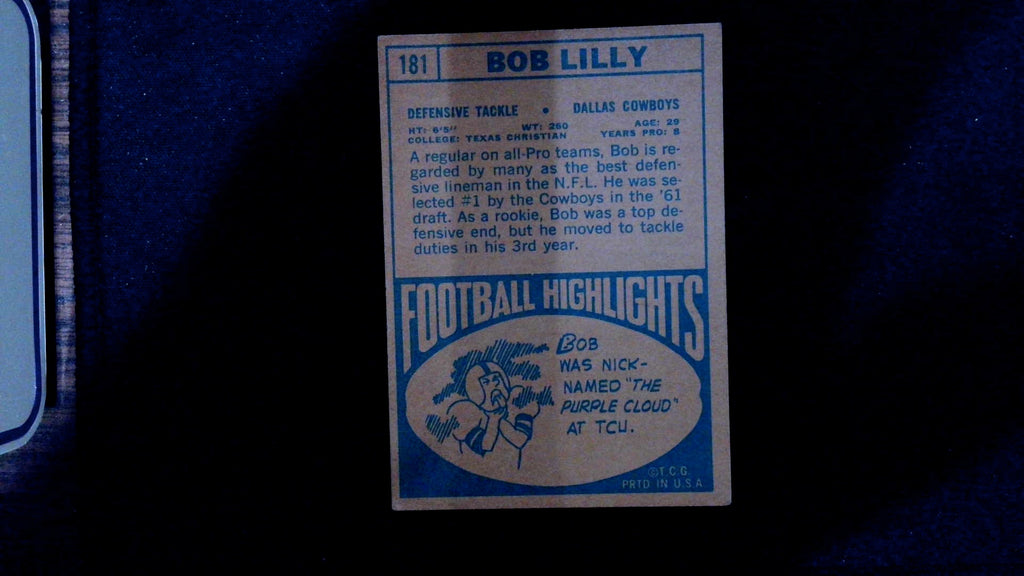 181 BOB LILLY
DEFENSIVE TACKLE • DALLAS COWBOYS
HT: 6'5" WT: 260 AGE: 29
COLLEGE: TEXAS CHRISTIAN YEARS PRO: 8
A regular on all-Pro teams, Bob is re-
garded by many as the best defen-
sive lineman in the N.F.L. He was se-
lected #1 by the Cowboys in the '61
draft. As a rookie, Bob was a top de-
fensive end, but he moved to tackle
duties in his 3rd year.
FOOTBALL HIGHLIGHTS
BOB
WAS NICK-
NAMED "THE
PURPLE CLOUD"
AT TCU.
©T.C.G.
PRTD IN U.S.A.